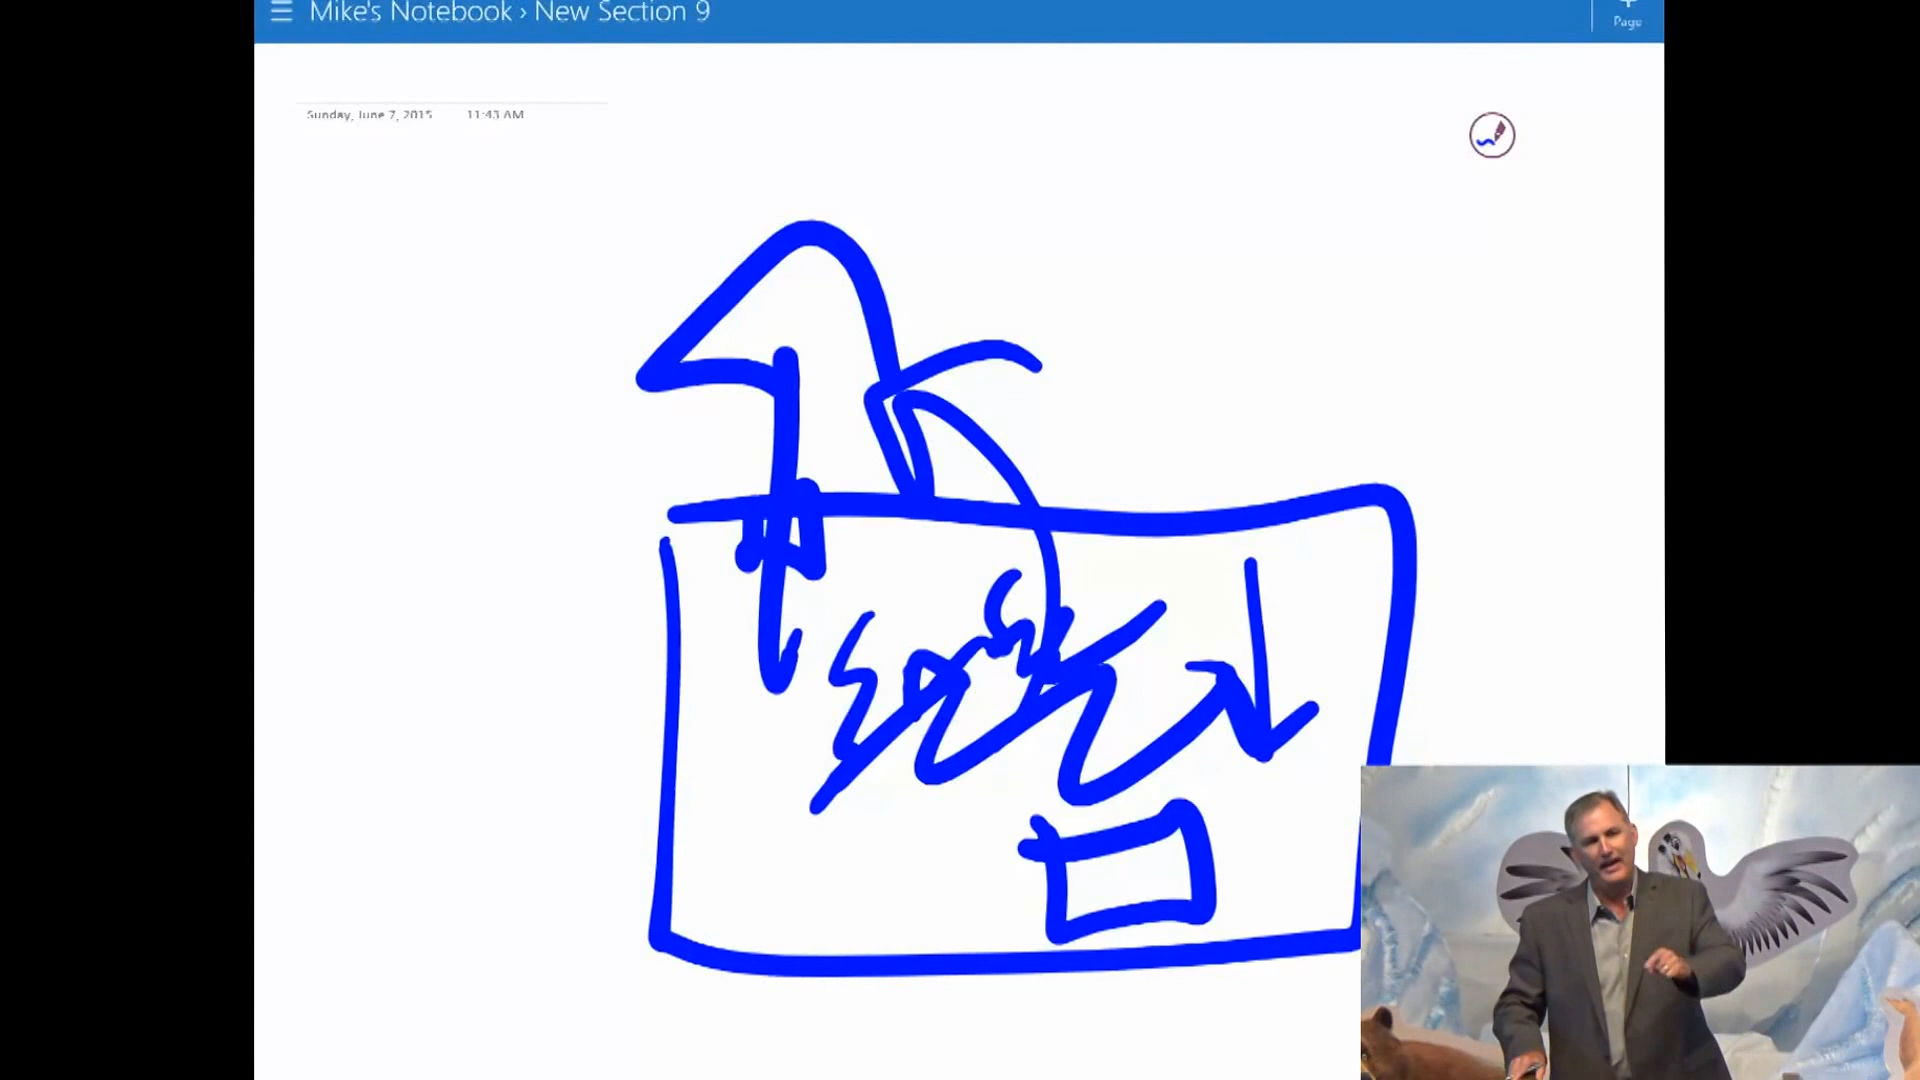 Mike's Notebook › New Section 9
Page
Sunday, June 7, 2015 11:43 AM